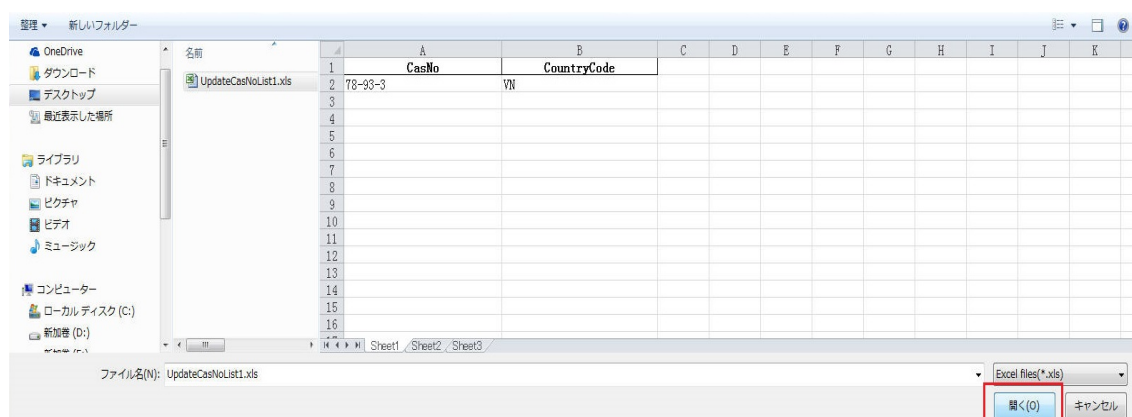 整理 ▼ 新しいフォルダー
OneDrive
ダウンロード
デスクトップ
最近表示した場所
ライブラリ
ドキュメント
ピクチャ
ビデオ
ミュージック
コンピューター
ローカル ディスク (C:)
新加卷 (D:)
名前
UpdateCasNoList1.xls
A B C D E F G H I J K
1 CasNo CountryCode
2 78-93-3 VN
3
4
5
6
7
8
9
10
11
12
13
14
15
16
Sheet1 Sheet2 Sheet3
ファイル名(N): UpdateCasNoList1.xls
Excel files(*.xls)
開く(O) キャンセル